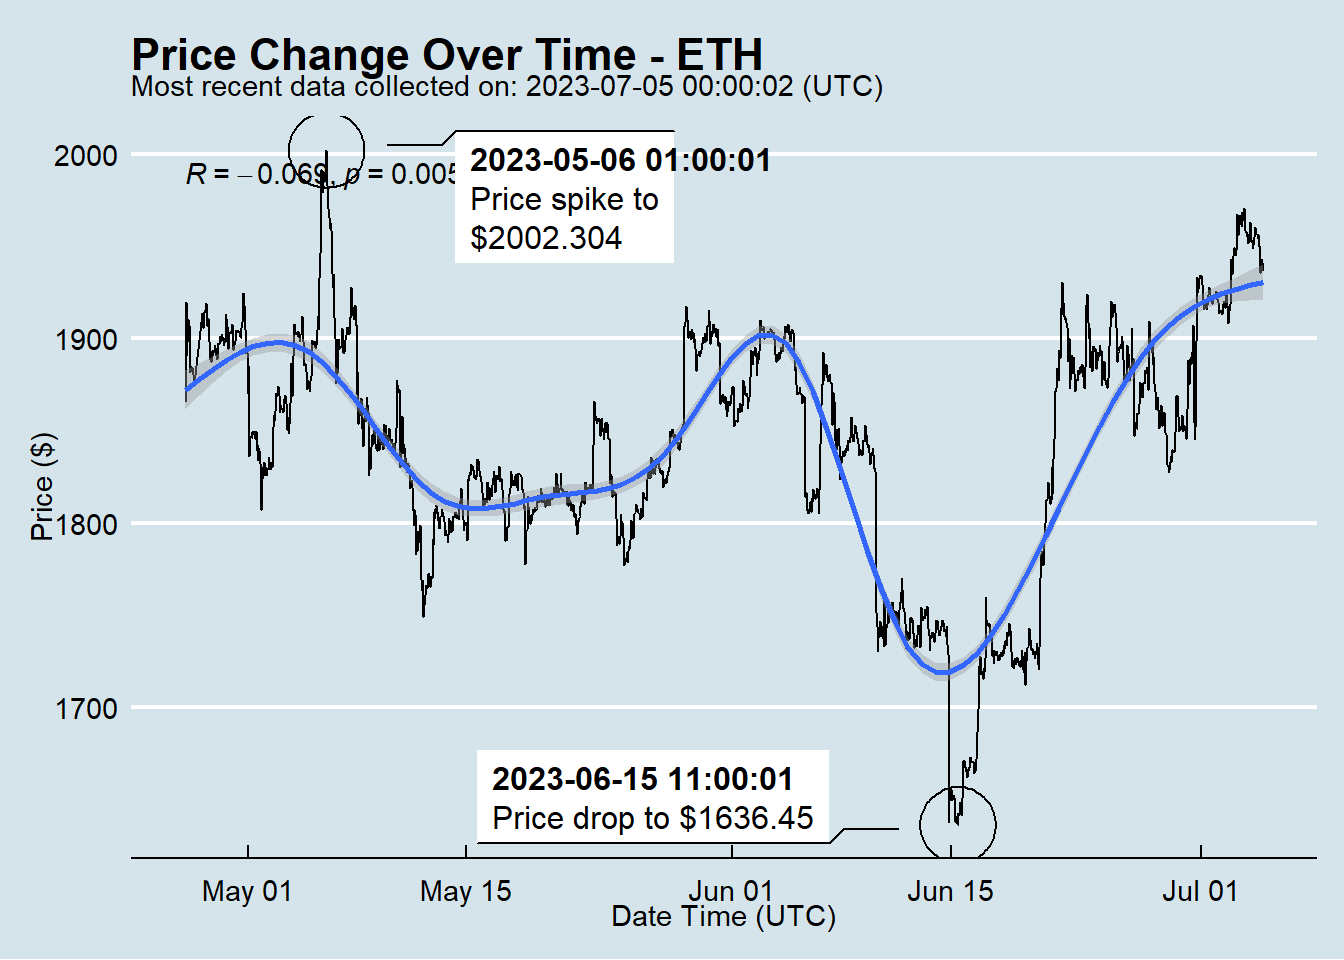 Price Change Over Time - ETH
Most recent data collected on: 2023-07-05 00:00:02 (UTC)
2000
1900
1800
1700
Price ($)
R = −0.069, p = 0.005
2023-05-06 01:00:01
Price spike to
$2002.304
2023-06-15 11:00:01
Price drop to $1636.45
May 01
May 15
Jun 01
Jun 15
Jul 01
Date Time (UTC)